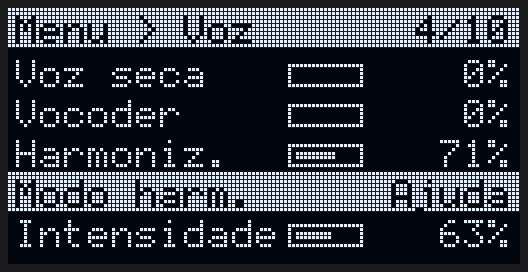 Menu > Voz 4/10
Voz seca 0%
Vocoder 0%
Harmoniz. 71%
Modo harm. Ajuda
Intensidade 63%